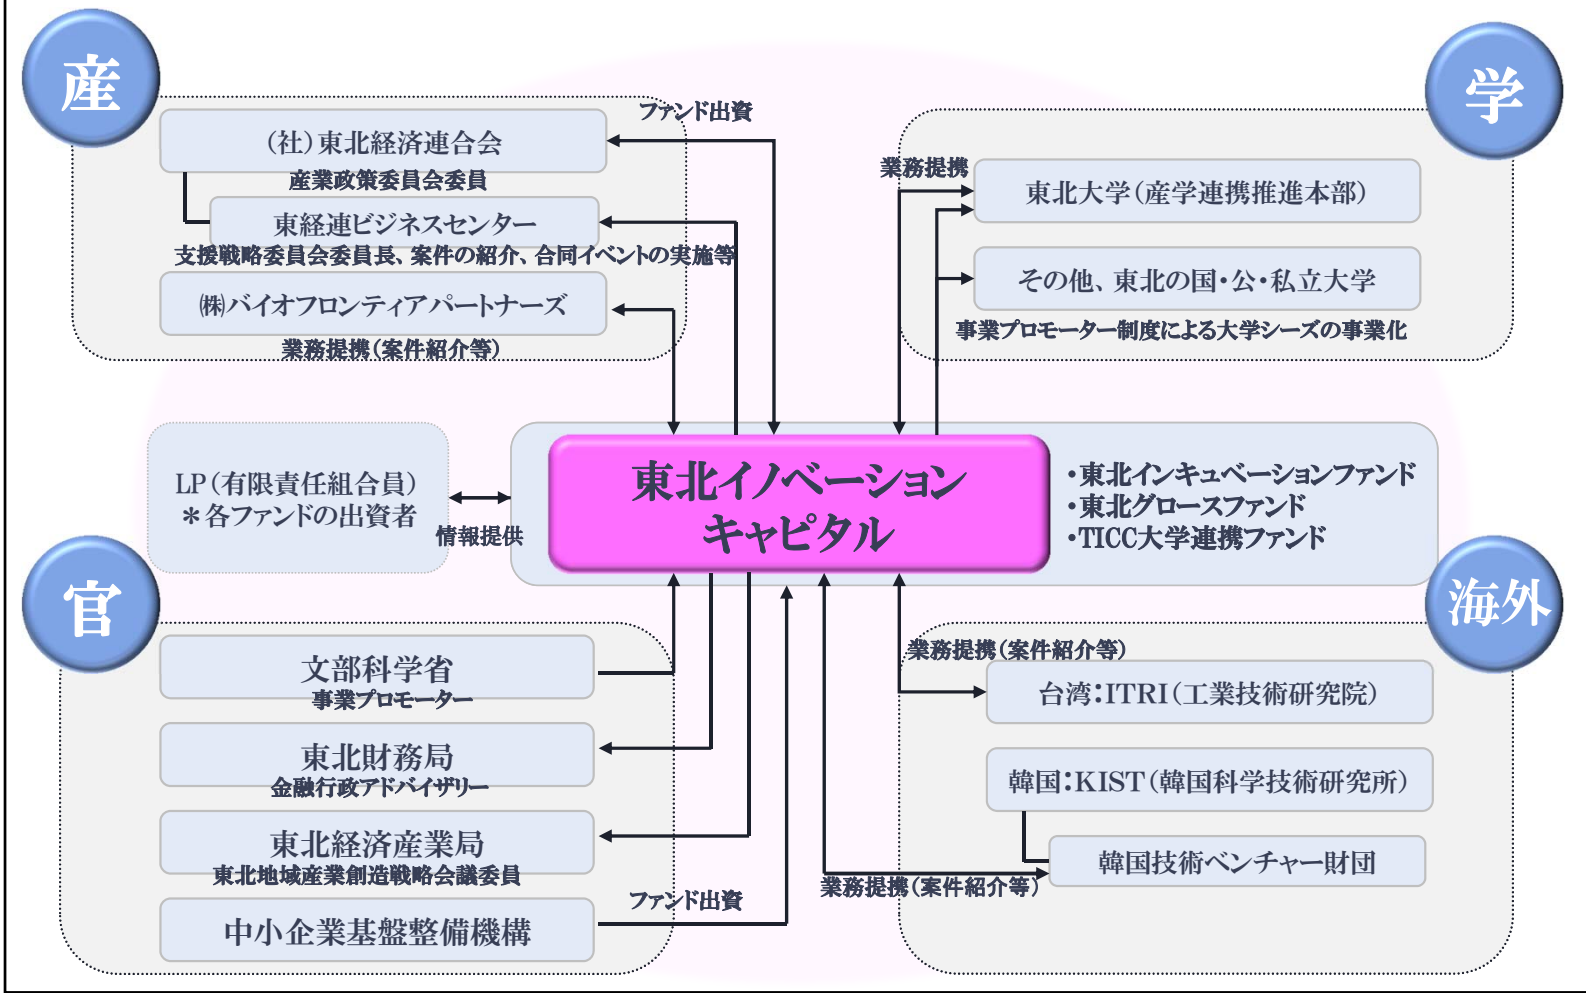 産
(社)東北経済連合会
産業政策委員会委員
東経連ビジネスセンター
支援戦略委員会委員長、案件の紹介、合同イベントの実施等
㈱バイオフロンティアパートナーズ
業務提携(案件紹介等)
ファンド出資
学
業務提携
東北大学(産学連携推進本部)
その他、東北の国・公・私立大学
事業プロモーター制度による大学シーズの事業化
LP(有限責任組合員)
＊各ファンドの出資者
情報提供
東北イノベーション
キャピタル
・東北インキュベーションファンド
・東北グロースファンド
・TICC大学連携ファンド
官
文部科学省
事業プロモーター
東北財務局
金融行政アドバイザリー
東北経済産業局
東北地域産業創造戦略会議委員
中小企業基盤整備機構
ファンド出資
海外
業務提携(案件紹介等)
台湾:ITRI(工業技術研究院)
韓国:KIST(韓国科学技術研究所)
韓国技術ベンチャー財団
業務提携(案件紹介等)